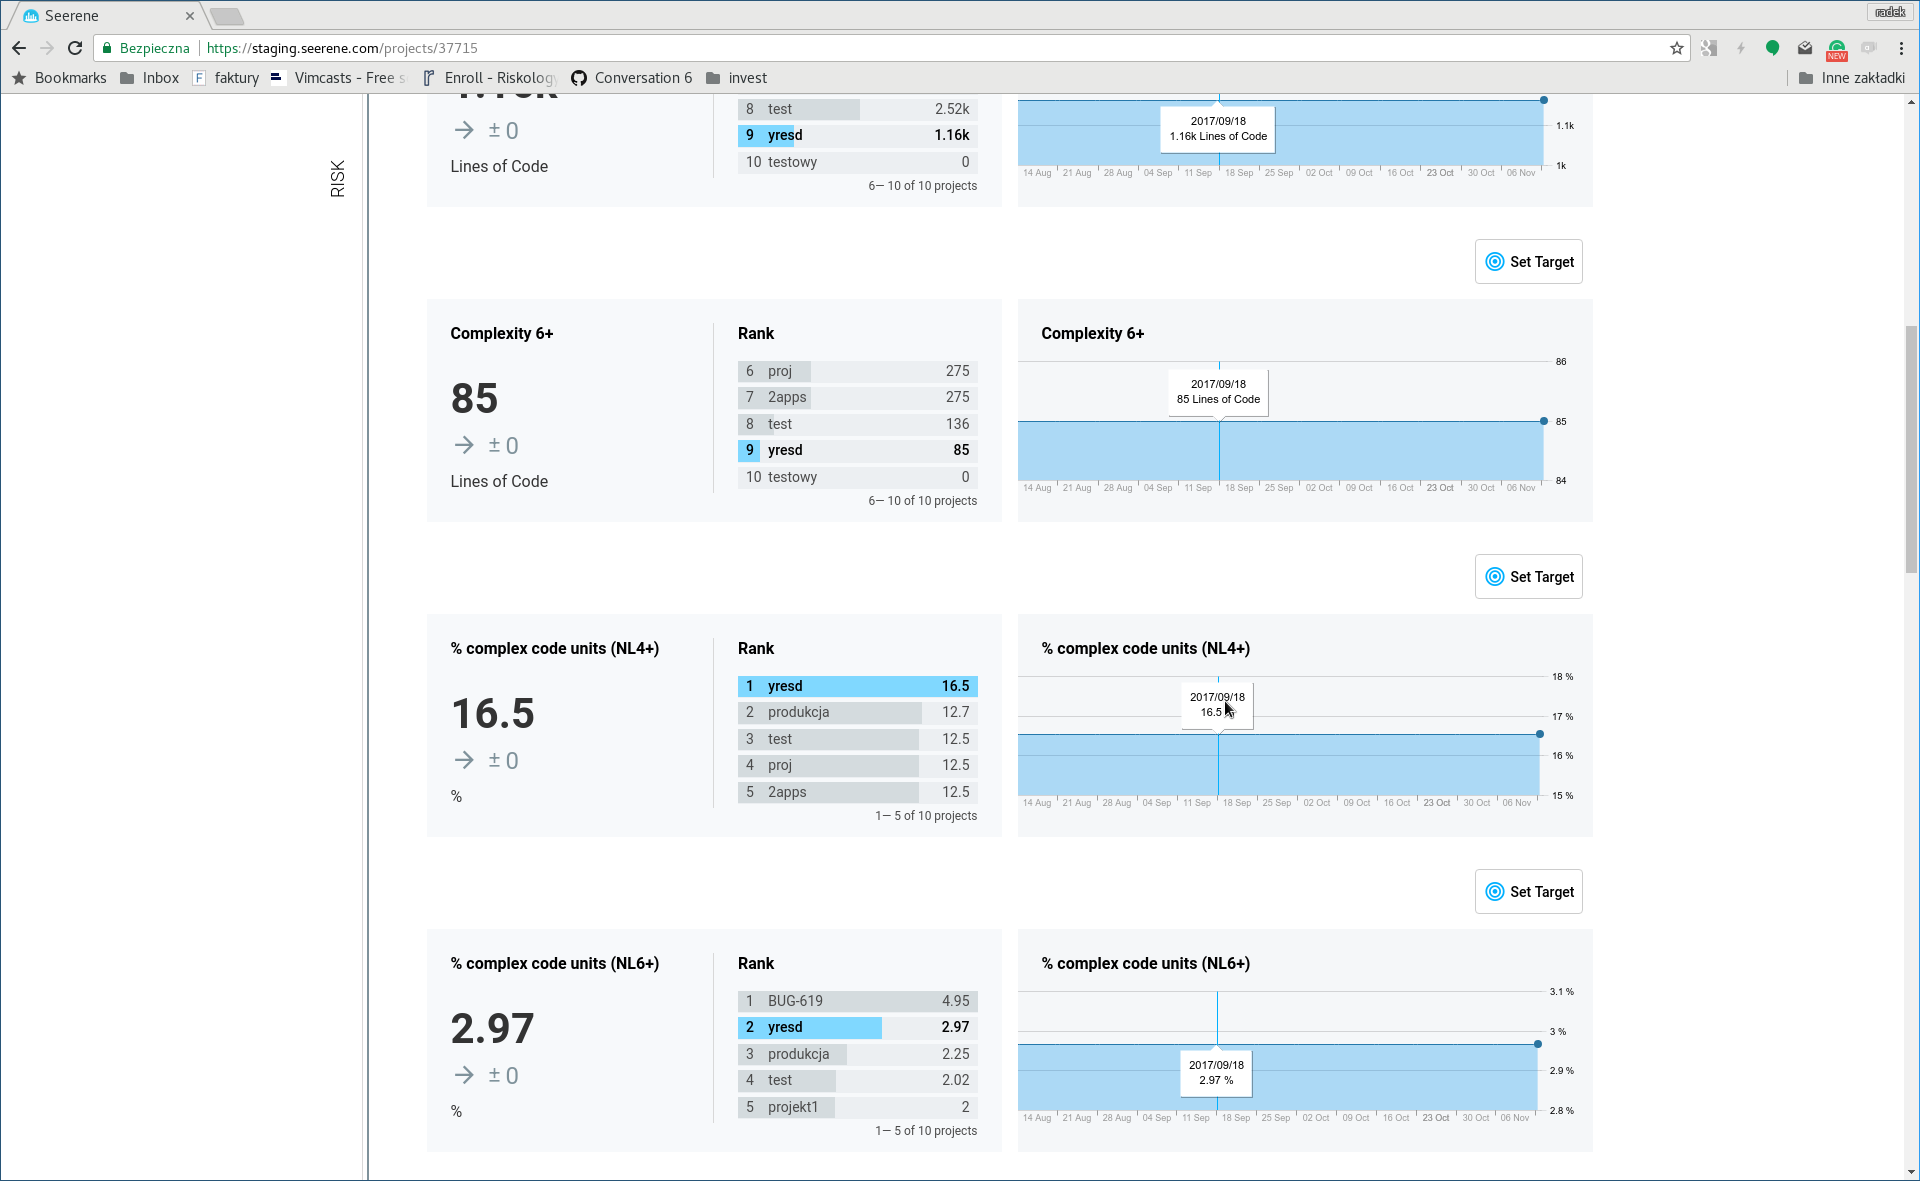 Seerene
radek
Bezpieczna
https://staging.seerene.com/projects/37715
NEW
Bookmarks
Inbox
faktury
Vimcasts - Free s
Enroll - Riskolog
Conversation 6
invest
Inne zakładki
RISK
± 0
Lines of Code
8 test 2.52k
9 yresd 1.16k
10 testowy 0
6— 10 of 10 projects
2017/09/18
1.16k Lines of Code
1.1k
1k
14 Aug 21 Aug 28 Aug 04 Sep 11 Sep 18 Sep 25 Sep 02 Oct 09 Oct 16 Oct 23 Oct 30 Oct 06 Nov
Set Target
Complexity 6+
85
± 0
Lines of Code
Rank
6 proj 275
7 2apps 275
8 test 136
9 yresd 85
10 testowy 0
6— 10 of 10 projects
Complexity 6+
2017/09/18
85 Lines of Code
86
85
84
14 Aug 21 Aug 28 Aug 04 Sep 11 Sep 18 Sep 25 Sep 02 Oct 09 Oct 16 Oct 23 Oct 30 Oct 06 Nov
Set Target
% complex code units (NL4+)
16.5
± 0
%
Rank
1 yresd 16.5
2 produkcja 12.7
3 test 12.5
4 proj 12.5
5 2apps 12.5
1— 5 of 10 projects
% complex code units (NL4+)
2017/09/18
16.5
18 %
17 %
16 %
15 %
14 Aug 21 Aug 28 Aug 04 Sep 11 Sep 18 Sep 25 Sep 02 Oct 09 Oct 16 Oct 23 Oct 30 Oct 06 Nov
Set Target
% complex code units (NL6+)
2.97
± 0
%
Rank
1 BUG-619 4.95
2 yresd 2.97
3 produkcja 2.25
4 test 2.02
5 projekt1 2
1— 5 of 10 projects
% complex code units (NL6+)
2017/09/18
2.97 %
3.1 %
3 %
2.9 %
2.8 %
14 Aug 21 Aug 28 Aug 04 Sep 11 Sep 18 Sep 25 Sep 02 Oct 09 Oct 16 Oct 23 Oct 30 Oct 06 Nov